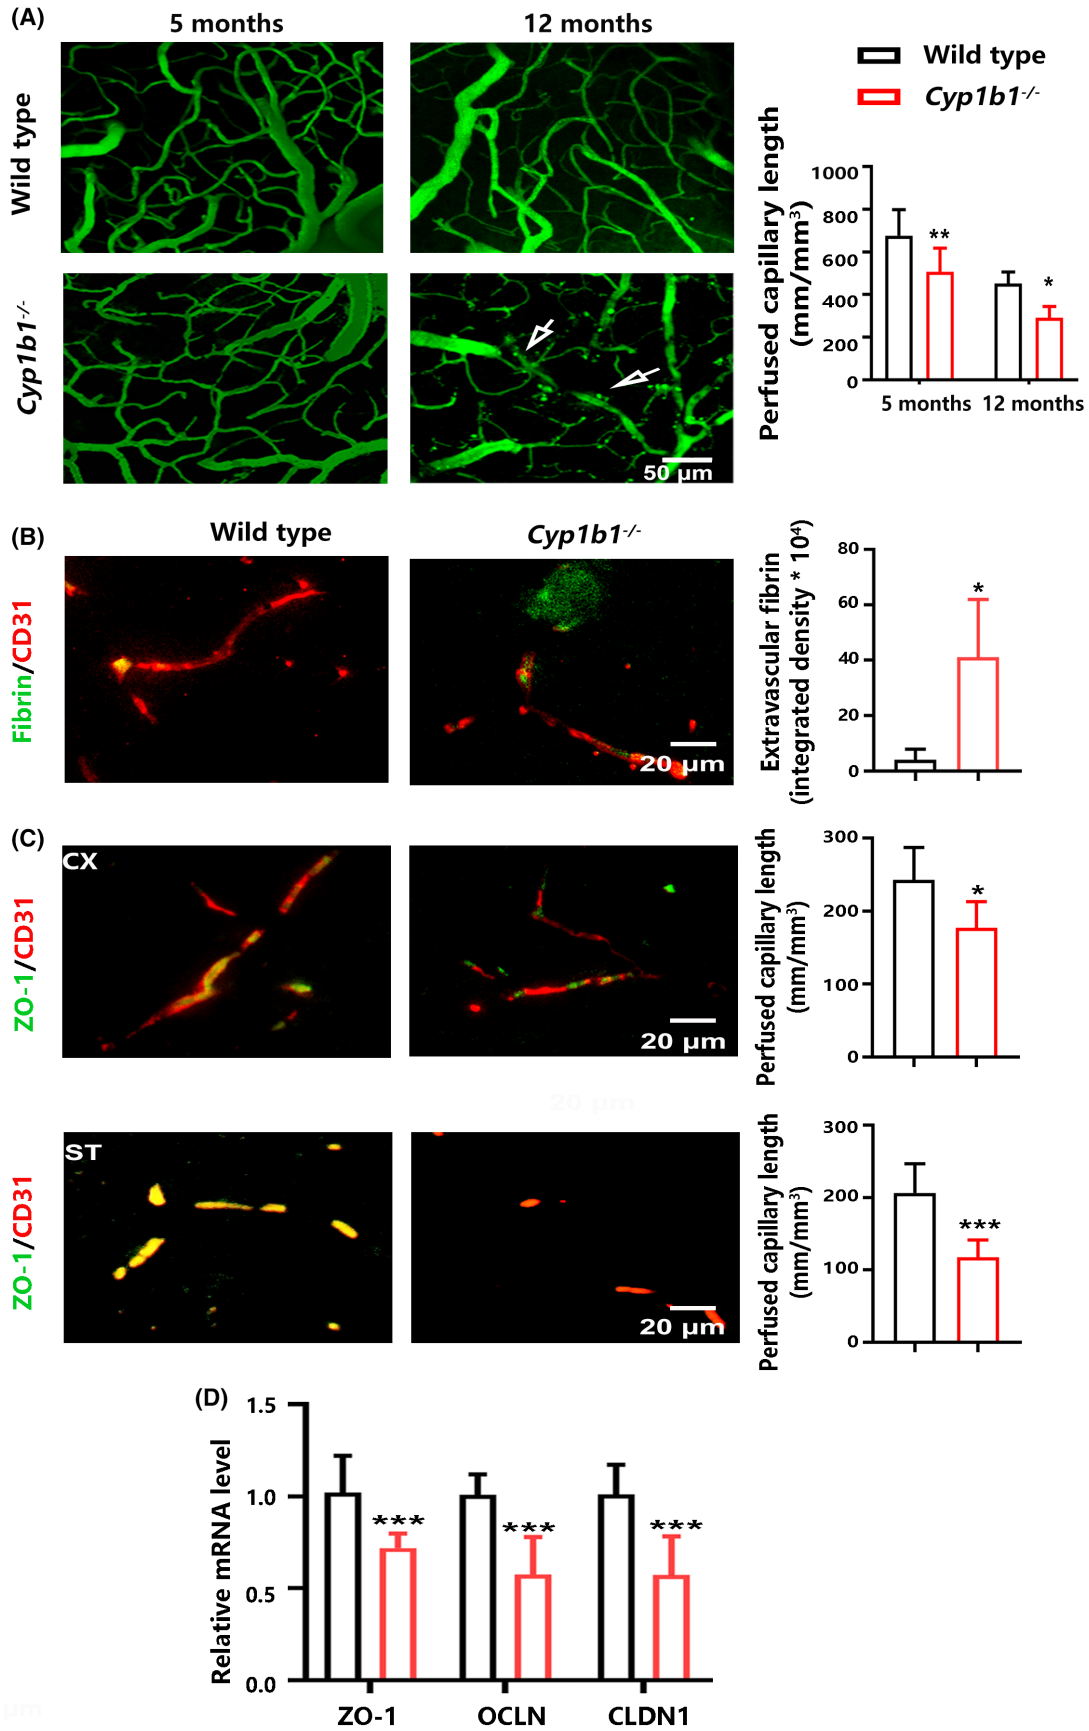 (A)
5 months
12 months
Wild type
Cyp1b1-/-
50 µm
Wild type
Cyp1b1-/-
Perfused capillary length
(mm/mm³)
1000
800
600
400
200
0
**
*
5 months 12 months
(B)
Wild type
Cyp1b1-/-
Fibrin/CD31
20 µm
Extravascular fibrin
(integrated density * 10⁴)
80
60
40
20
0
*
(C)
CX
ZO-1/CD31
20 µm
Perfused capillary length
(mm/mm³)
300
200
100
0
*
20 µm
ST
ZO-1/CD31
20 µm
Perfused capillary length
(mm/mm³)
300
200
100
0
***
(D)
Relative mRNA level
1.5
1.0
0.5
0.0
***
***
***
ZO-1 OCLN CLDN1
µm